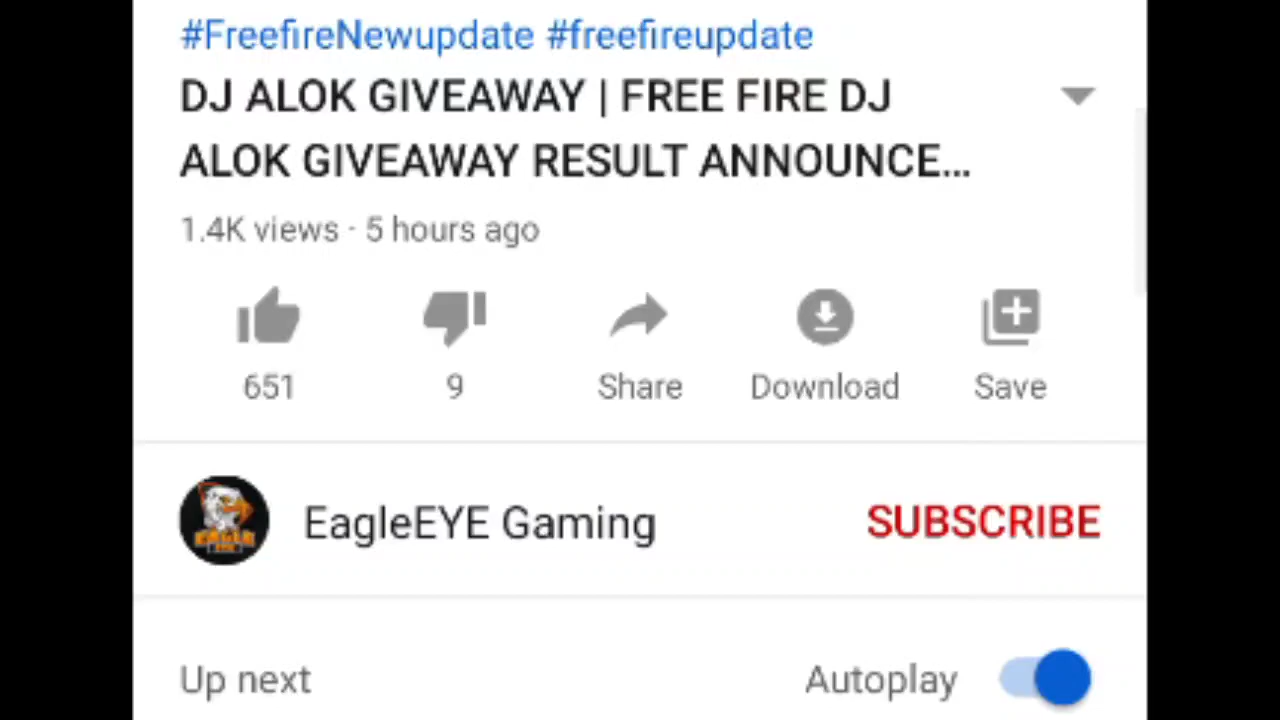 #FreefireNewupdate #freefireupdate
DJ ALOK GIVEAWAY | FREE FIRE DJ
ALOK GIVEAWAY RESULT ANNOUNCE...
1.4K views · 5 hours ago
651 9 Share Download Save
EAGLE
EagleEYE Gaming SUBSCRIBE
Up next Autoplay